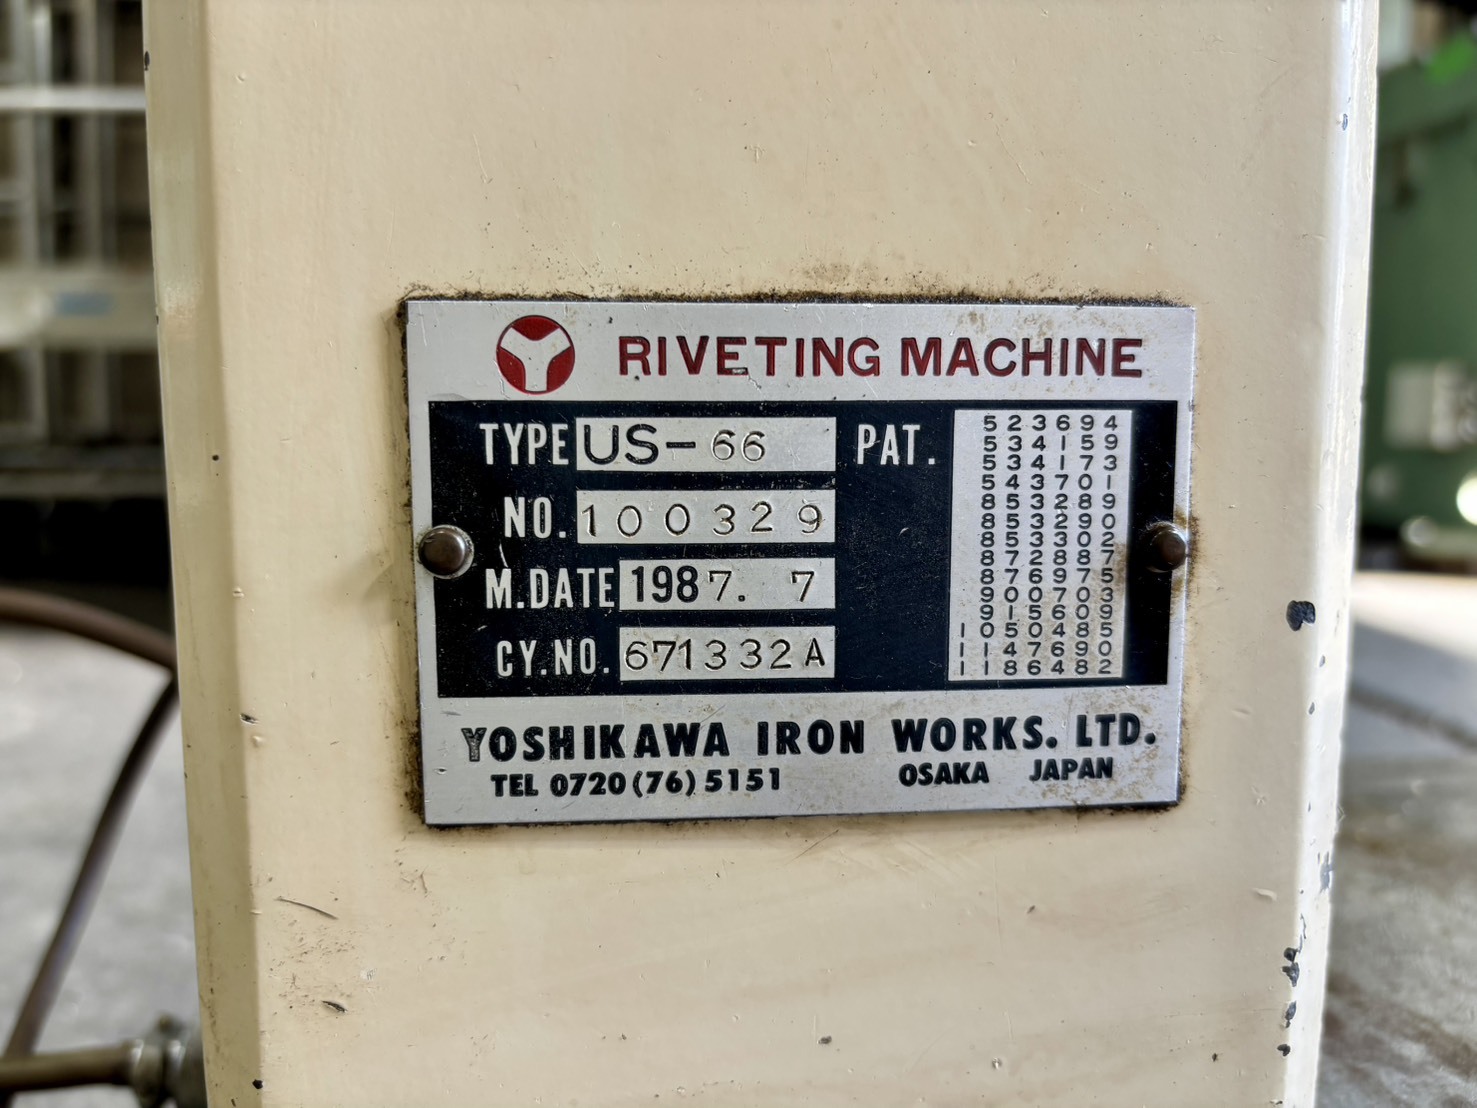 RIVETING MACHINE
TYPE US-66
NO. 100329
M.DATE 1987. 7
CY.NO. 671332A
PAT.
523694
534159
534173
543701
853289
853290
853302
872887
876975
900703
915609
1050485
1147690
1186482
YOSHIKAWA IRON WORKS. LTD.
TEL 0720(76)5151 OSAKA JAPAN